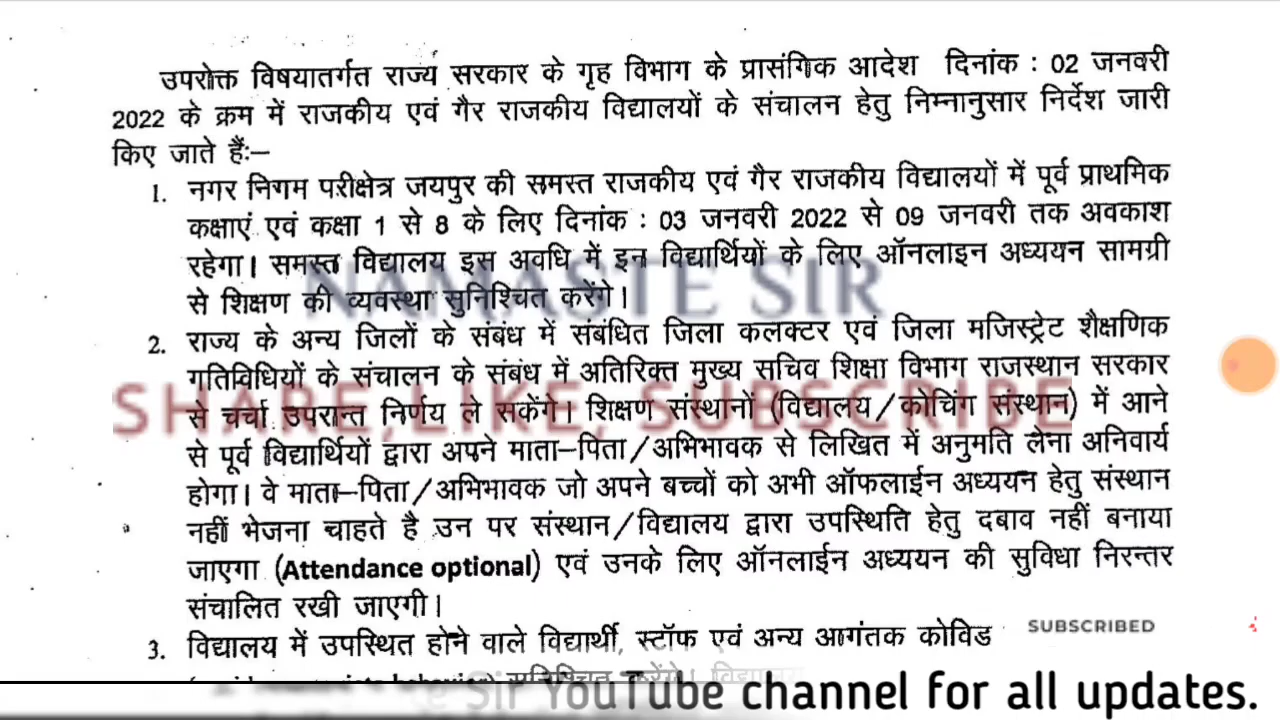 उपरोक्त विषयातर्गत राज्य सरकार के गृह विभाग के प्रासंगिक आदेश दिनांक : 02 जनवरी
2022 के क्रम में राजकीय एवं गैर राजकीय विद्यालयों के संचालन हेतु निम्नानुसार निर्देश जारी
किए जाते हैं:–
1. नगर निगम परीक्षेत्र जयपुर की समस्त राजकीय एवं गैर राजकीय विद्यालयों में पूर्व प्राथमिक
कक्षाएं एवं कक्षा 1 से 8 के लिए दिनांक : 03 जनवरी 2022 से 09 जनवरी तक अवकाश
रहेगा। समस्त विद्यालय इस अवधि में इन विद्यार्थियों के लिए ऑनलाइन अध्ययन सामग्री
NAMASTE SIR
से शिक्षण की व्यवस्था सुनिश्चित करेंगे।
2. राज्य के अन्य जिलों के संबंध में संबंधित जिला कलक्टर एवं जिला मजिस्ट्रेट शैक्षणिक
गतिविधियों के संचालन के संबंध में अतिरिक्त मुख्य सचिव शिक्षा विभाग राजस्थान सरकार
SHARE, LIKE, SUBSCRIBE
से चर्चा उपरान्त निर्णय ले सकेंगे। शिक्षण संस्थानों (विद्यालय/कोचिंग संस्थान) में आने
से पूर्व विद्यार्थियों द्वारा अपने माता–पिता/अभिभावक से लिखित में अनुमति लेना अनिवार्य
होगा। वे माता–पिता/अभिभावक जो अपने बच्चों को अभी ऑफलाईन अध्ययन हेतु संस्थान
नहीं भेजना चाहते है उन पर संस्थान/विद्यालय द्वारा उपस्थिति हेतु दबाव नहीं बनाया
जाएगा (Attendance optional) एवं उनके लिए ऑनलाईन अध्ययन की सुविधा निरन्तर
संचालित रखी जाएगी।
3. विद्यालय में उपस्थित होने वाले विद्यार्थी, स्टॉफ एवं अन्य आगंतक कोविड
SUBSCRIBED
सुनिश्चित करेंगे।
Sir YouTube channel for all updates.